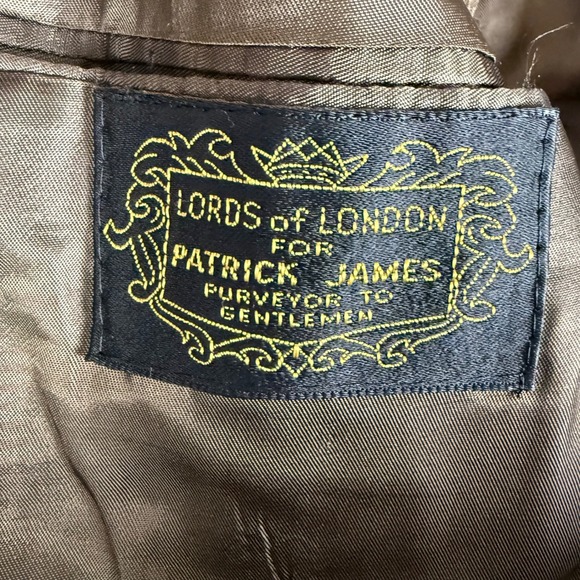 LORDS of LONDON
FOR
PATRICK JAMES
PURVEYOR TO
GENTLEMEN